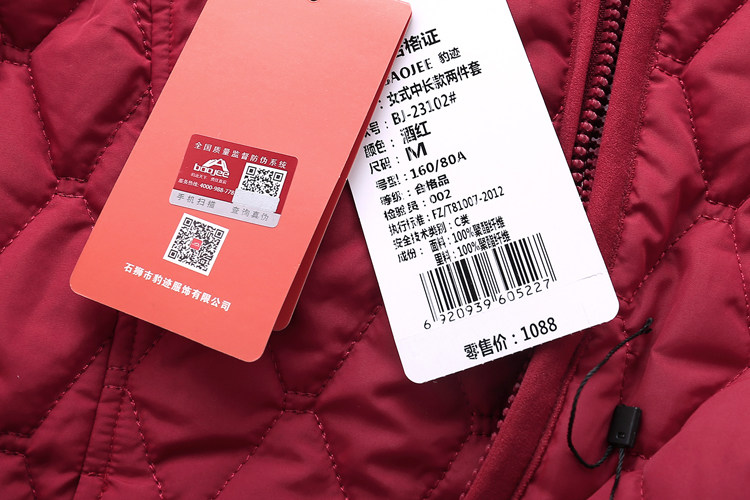 全国质量监督防伪系统
baojee
手机扫描 查询真伪
石狮市豹迹服饰有限公司
合格证
BAOJEE 豹迹
女式中长款两件套
号: BJ-23102#
颜色: 酒红
尺码: M
号型: 160/80A
等级: 合格品
检验员: 002
执行标准: FZ/T81007-2012
安全技术类别: C类
成份: 面料: 100%聚酯纤维
里料: 100%聚酯纤维
6 920939 605227
零售价: 1088